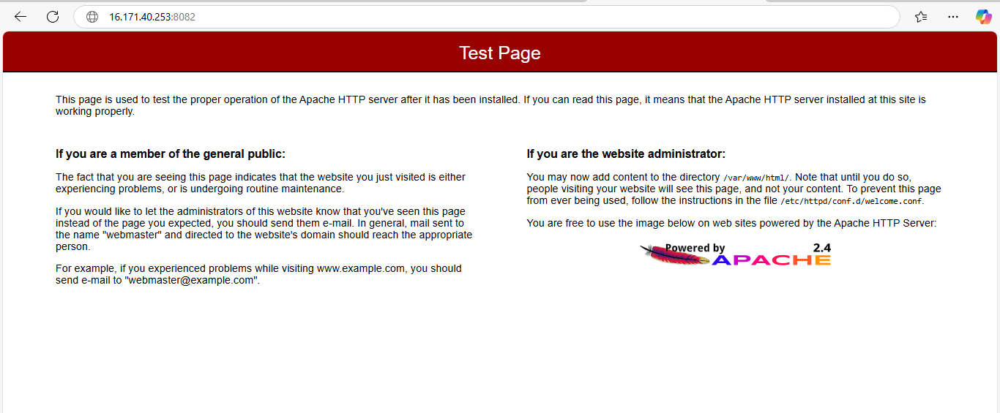 16.171.40.253:8082
Test Page
This page is used to test the proper operation of the Apache HTTP server after it has been installed. If you can read this page, it means that the Apache HTTP server installed at this site is
working properly.
If you are a member of the general public:
The fact that you are seeing this page indicates that the website you just visited is either
experiencing problems, or is undergoing routine maintenance.
If you would like to let the administrators of this website know that you've seen this page
instead of the page you expected, you should send them e-mail. In general, mail sent to
the name "webmaster" and directed to the website's domain should reach the appropriate
person.
For example, if you experienced problems while visiting www.example.com, you should
send e-mail to "webmaster@example.com".
If you are the website administrator:
You may now add content to the directory /var/www/html/. Note that until you do so,
people visiting your website will see this page, and not your content. To prevent this page
from ever being used, follow the instructions in the file /etc/httpd/conf.d/welcome.conf.
You are free to use the image below on web sites powered by the Apache HTTP Server:
Powered by 2.4
APACHE